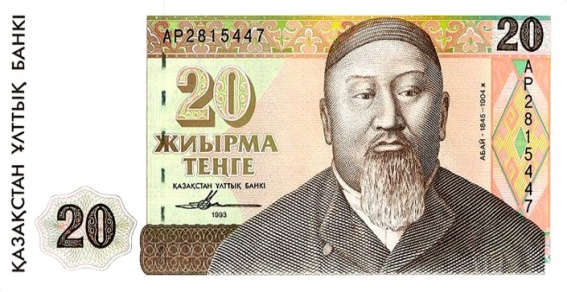 ҚАЗАҚСТАН ҰЛТТЫҚ БАНКІ
АР2815447
20
20
ЖИЫРМА
ТЕҢГЕ
ҚАЗАҚСТАН ҰЛТТЫҚ БАНКІ
1993
20
АБАЙ - 1845 - 1904 ж
АР2815447